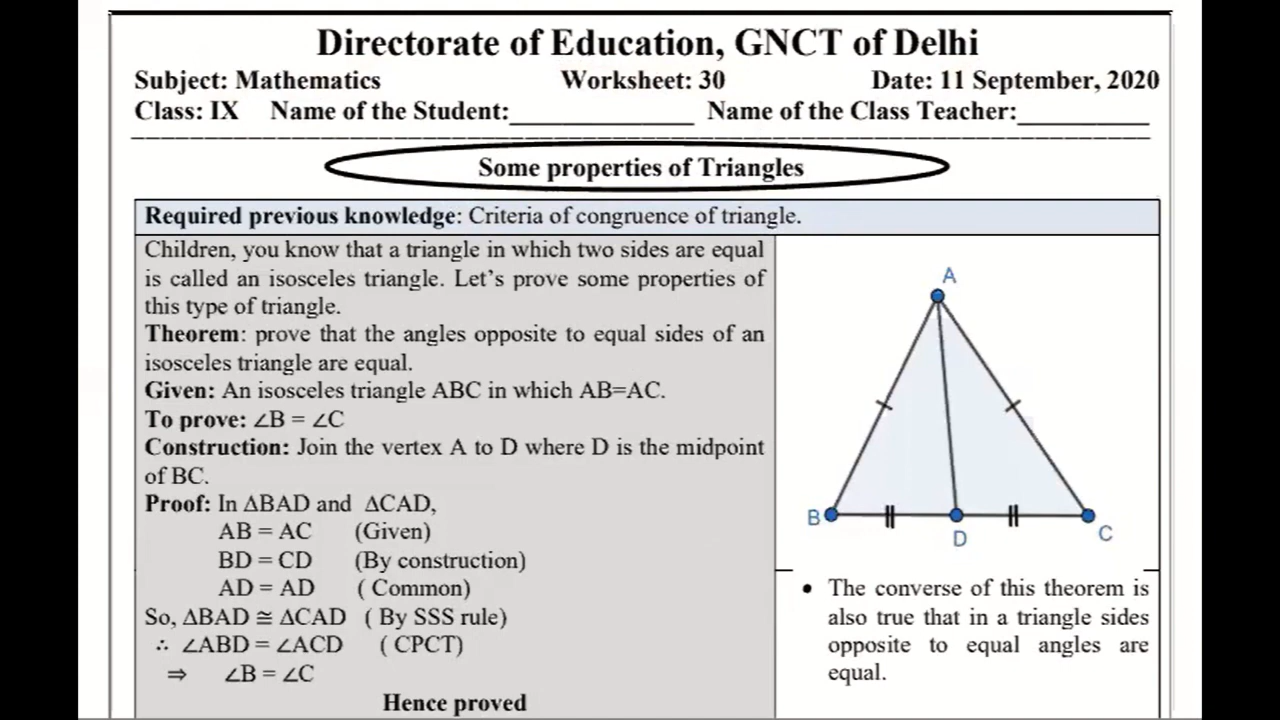 Directorate of Education, GNCT of Delhi
Subject: Mathematics Worksheet: 30 Date: 11 September, 2020
Class: IX Name of the Student:______________ Name of the Class Teacher:__________
Some properties of Triangles
Required previous knowledge: Criteria of congruence of triangle.
Children, you know that a triangle in which two sides are equal
is called an isosceles triangle. Let’s prove some properties of
this type of triangle.
Theorem: prove that the angles opposite to equal sides of an
isosceles triangle are equal.
Given: An isosceles triangle ABC in which AB=AC.
To prove: ∠B = ∠C
Construction: Join the vertex A to D where D is the midpoint
of BC.
Proof: In ΔBAD and ΔCAD,
AB = AC (Given)
BD = CD (By construction)
AD = AD ( Common)
So, ΔBAD ≅ ΔCAD ( By SSS rule)
∴ ∠ABD = ∠ACD ( CPCT)
⇒ ∠B = ∠C
Hence proved
A
B
D
C
• The converse of this theorem is
also true that in a triangle sides
opposite to equal angles are
equal.